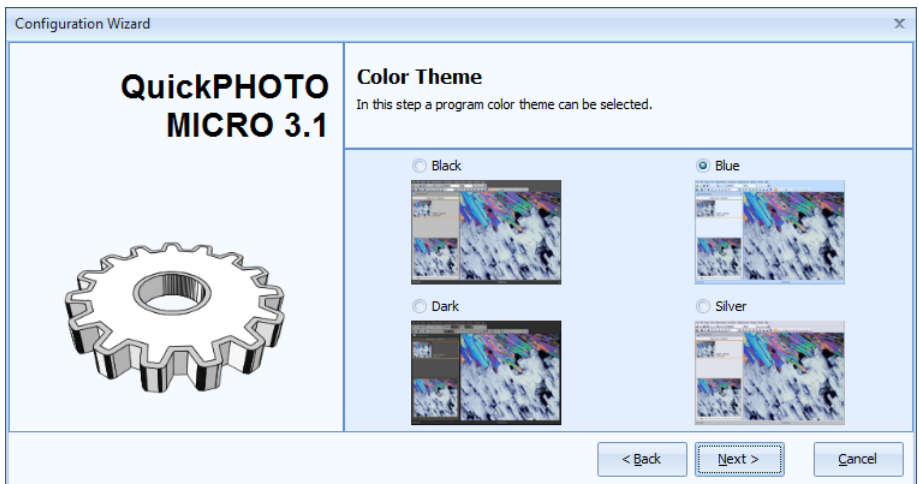 Configuration Wizard
QuickPHOTO
MICRO 3.1
Color Theme
In this step a program color theme can be selected.
Black
Blue
Dark
Silver
< Back
Next >
Cancel